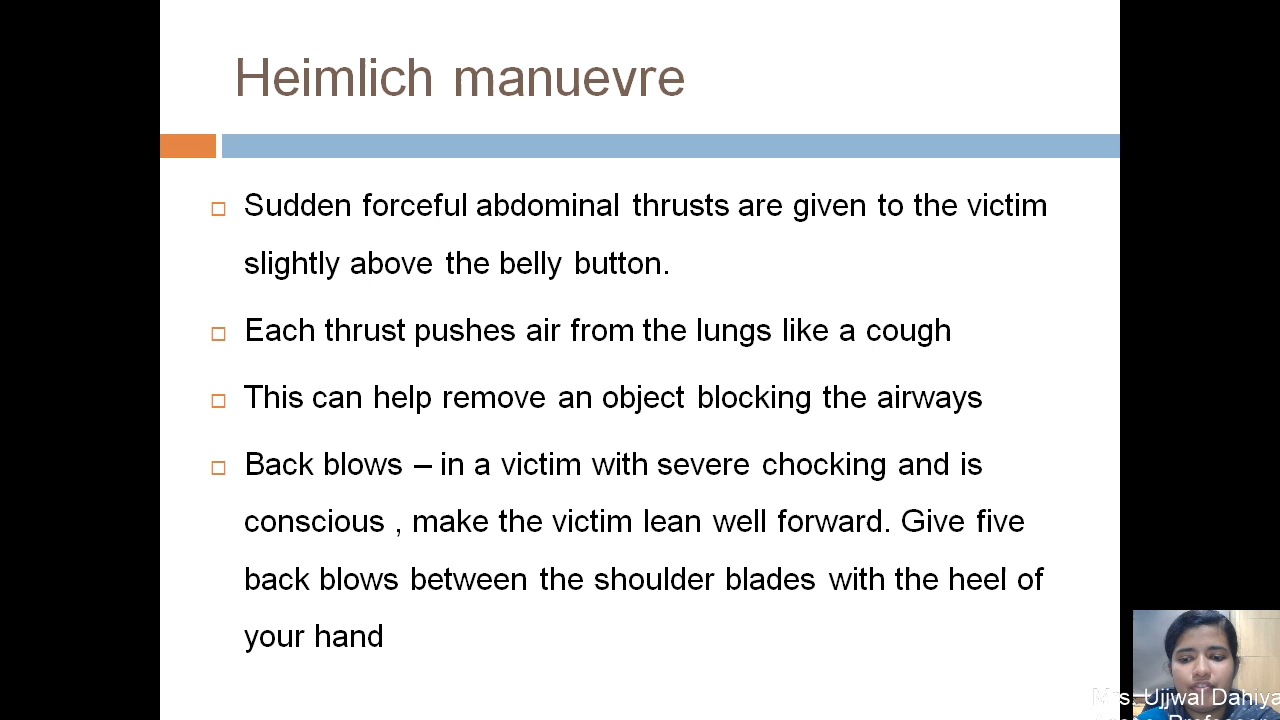 Heimlich manuevre
Sudden forceful abdominal thrusts are given to the victim
slightly above the belly button.
Each thrust pushes air from the lungs like a cough
This can help remove an object blocking the airways
Back blows – in a victim with severe chocking and is
conscious , make the victim lean well forward. Give five
back blows between the shoulder blades with the heel of
your hand
Mrs. Ujjwal Dahiya